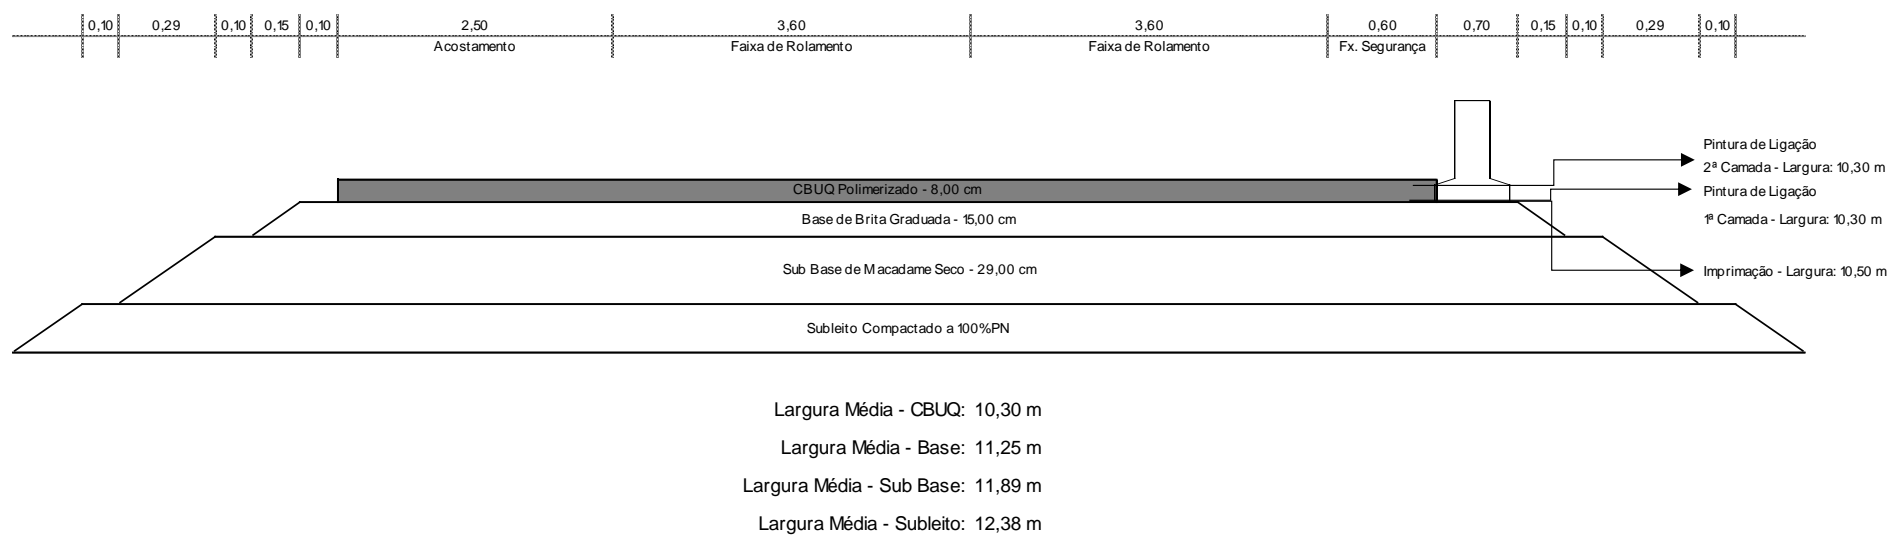 0,10 0,29 0,10 0,15 0,10 2,50 3,60 3,60 0,60 0,70 0,15 0,10 0,29 0,10
Acostamento Faixa de Rolamento Faixa de Rolamento Fx. Segurança
Pintura de Ligação
2ª Camada - Largura: 10,30 m
CBUQ Polimerizado - 8,00 cm
Pintura de Ligação
Base de Brita Graduada - 15,00 cm
1ª Camada - Largura: 10,30 m
Sub Base de Macadame Seco - 29,00 cm
Imprimação - Largura: 10,50 m
Subleito Compactado a 100%PN
Largura Média - CBUQ: 10,30 m
Largura Média - Base: 11,25 m
Largura Média - Sub Base: 11,89 m
Largura Média - Subleito: 12,38 m